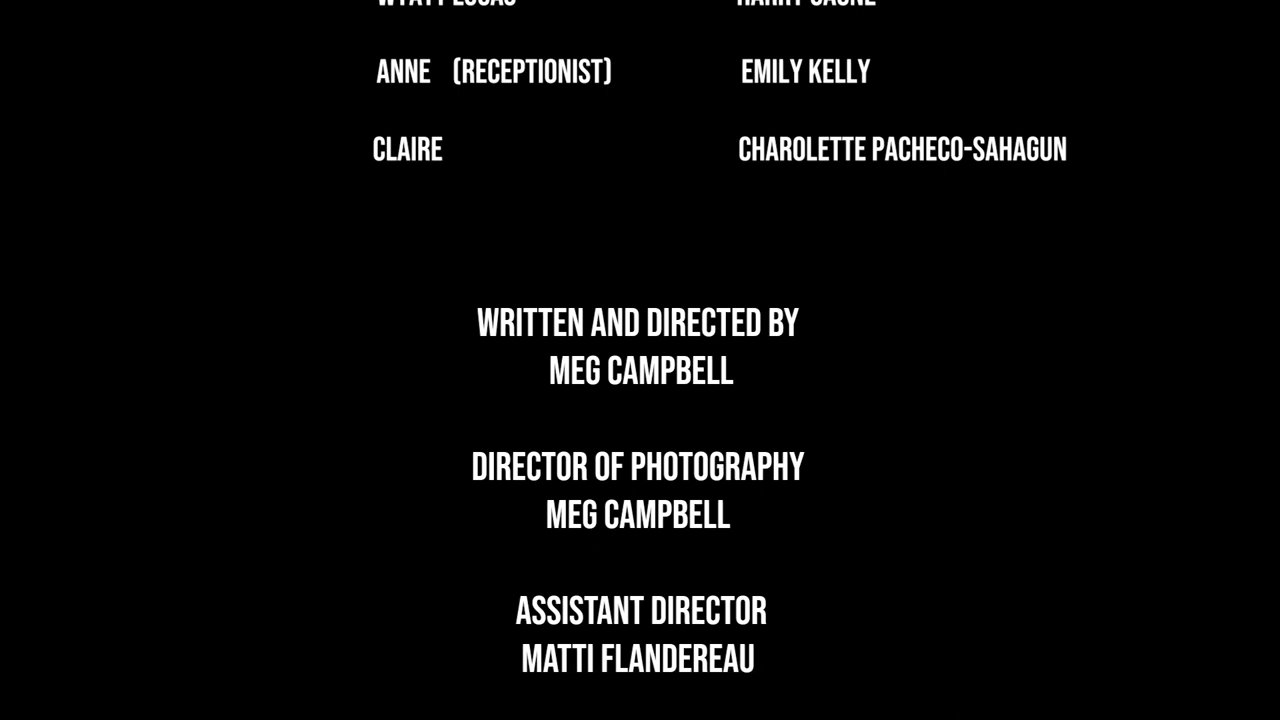 ANNE (RECEPTIONIST) EMILY KELLY
CLAIRE CHAROLETTE PACHECO-SAHAGUN
WRITTEN AND DIRECTED BY
MEG CAMPBELL
DIRECTOR OF PHOTOGRAPHY
MEG CAMPBELL
ASSISTANT DIRECTOR
MATTI FLANDEREAU